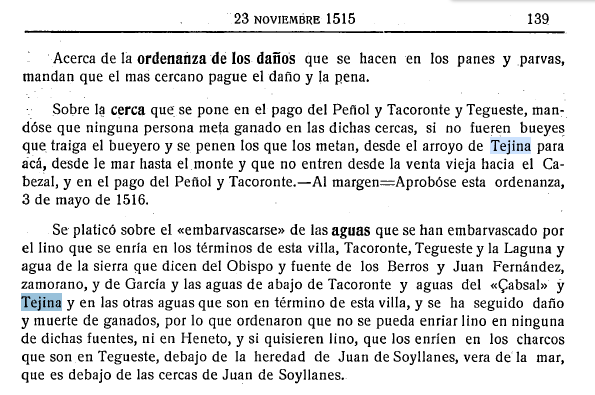 23 NOVIEMBRE 1515
139
Acerca de la ordenanza de los daños que se hacen en los panes y parvas,
mandan que el mas cercano pague el daño y la pena.
Sobre la cerca que se pone en el pago del Peñol y Tacoronte y Tegueste, man-
dóse que ninguna persona meta ganado en las dichas cercas, si no fueren bueyes
que traiga el bueyero y se penen los que los metan, desde el arroyo de Tejina para
acá, desde le mar hasta el monte y que no entren desde la venta vieja hacia el Ca-
bezal, y en el pago del Peñol y Tacoronte.—Al margen=Aprobóse esta ordenanza,
3 de mayo de 1516.
Se platicó sobre el «embarvascarse» de las aguas que se han embarvascado por
el lino que se enría en los términos de esta villa, Tacoronte, Tegueste y la Laguna y
agua de la sierra que dicen del Obispo y fuente de los Berros y Juan Fernández,
zamorano, y de García y las aguas de abajo de Tacoronte y aguas del «Çabsal» y
Tejina y en las otras aguas que son en término de esta villa, y se ha seguido daño
y muerte de ganados, por lo que ordenaron que no se pueda enriar lino en ninguna
de dichas fuentes, ni en Heneto, y si quisieren lino, que los enríen en los charcos
que son en Tegueste, debajo de la heredad de Juan de Soyllanes, vera de la mar,
que es debajo de las cercas de Juan de Soyllanes.